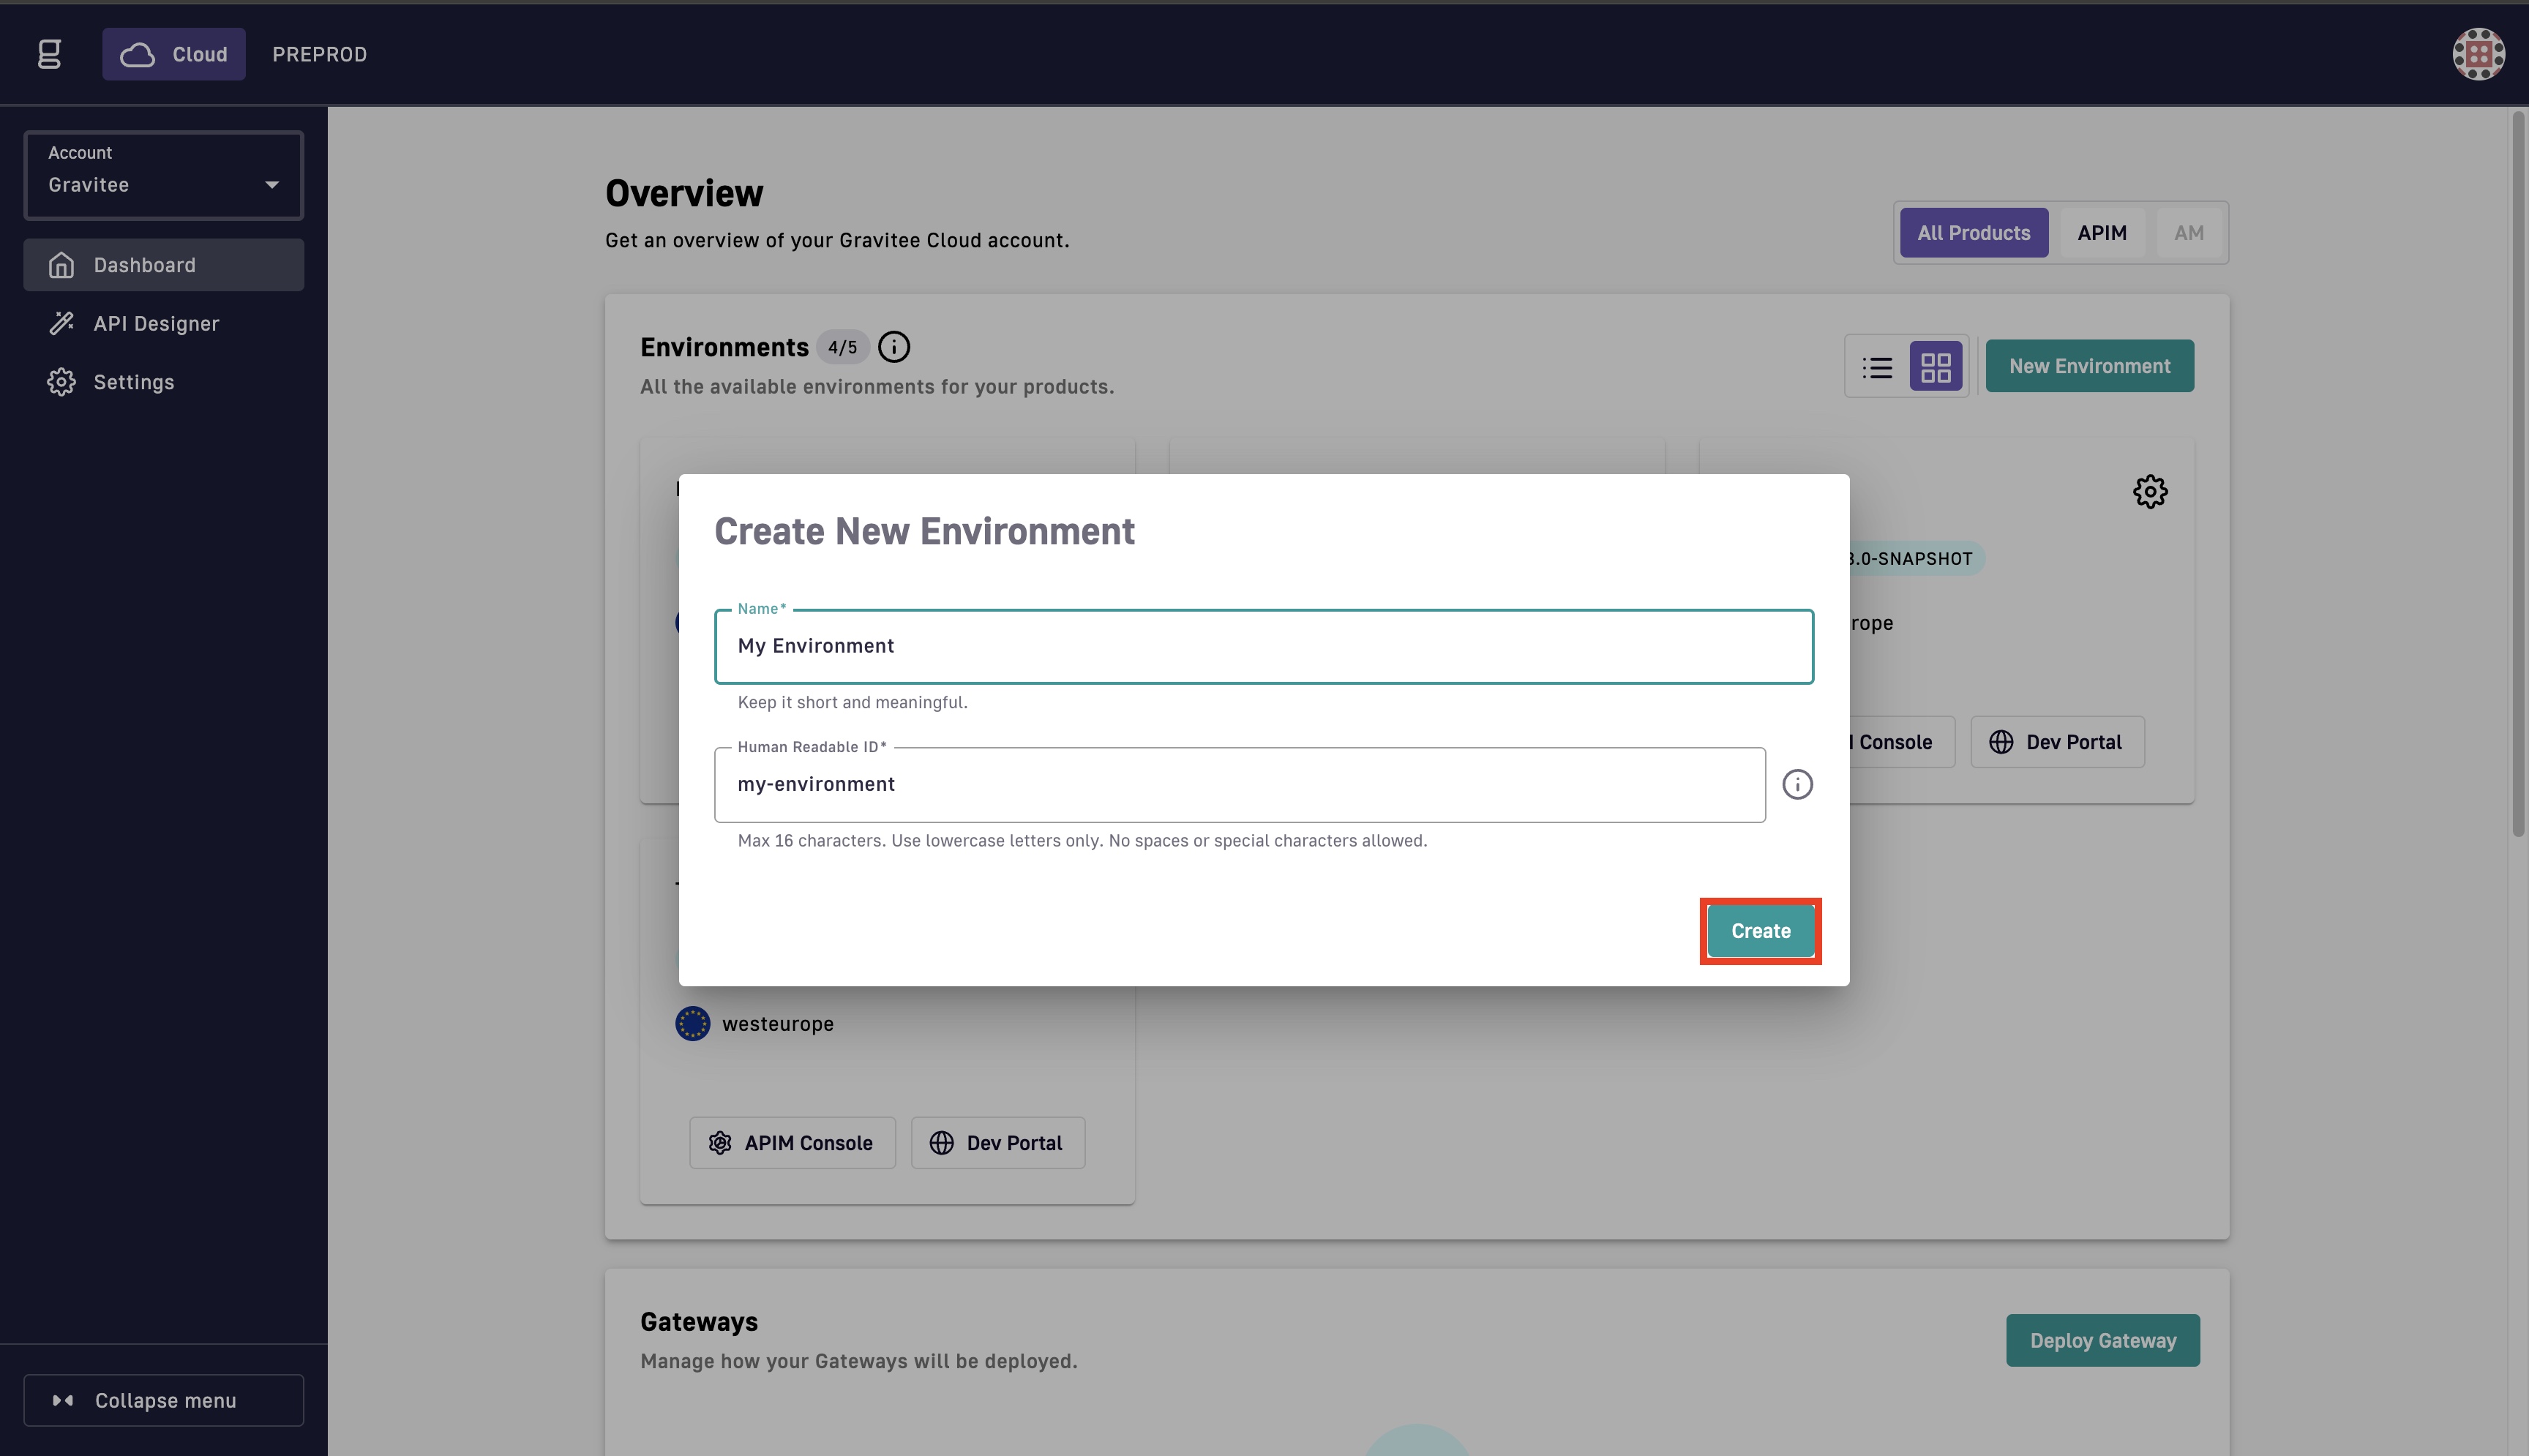 Cloud
PREPROD
Account
Gravitee
Dashboard
API Designer
Settings
Overview
Get an overview of your Gravitee Cloud account.
All Products
APIM
AM
Environments 4/5
All the available environments for your products.
New Environment
Create New Environment
Name*
My Environment
Keep it short and meaningful.
Human Readable ID*
my-environment
Max 16 characters. Use lowercase letters only. No spaces or special characters allowed.
Create
.0-SNAPSHOT
rope
Console
Dev Portal
westeurope
APIM Console
Dev Portal
Gateways
Manage how your Gateways will be deployed.
Deploy Gateway
Collapse menu